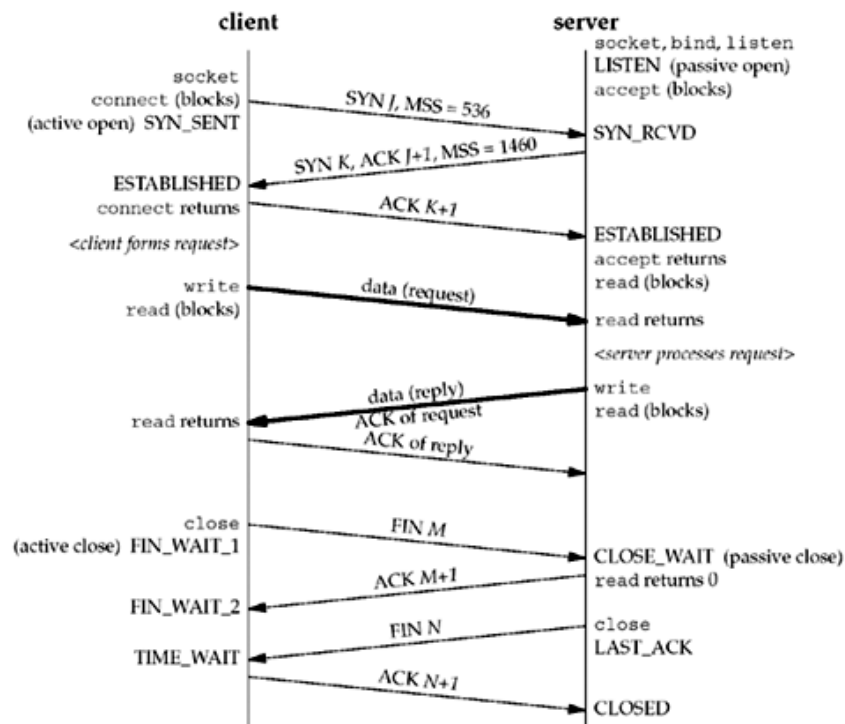 client
server
socket, bind, listen
LISTEN (passive open)
accept (blocks)
socket
connect (blocks)
(active open) SYN_SENT
SYN J, MSS = 536
SYN_RCVD
SYN K, ACK J+1, MSS = 1460
ESTABLISHED
connect returns
ACK K+1
<client forms request>
ESTABLISHED
accept returns
read (blocks)
write
read (blocks)
data (request)
read returns
<server processes request>
write
read (blocks)
data (reply)
ACK of request
read returns
ACK of reply
close
(active close) FIN_WAIT_1
FIN M
CLOSE_WAIT (passive close)
read returns 0
ACK M+1
FIN_WAIT_2
close
LAST_ACK
FIN N
TIME_WAIT
ACK N+1
CLOSED